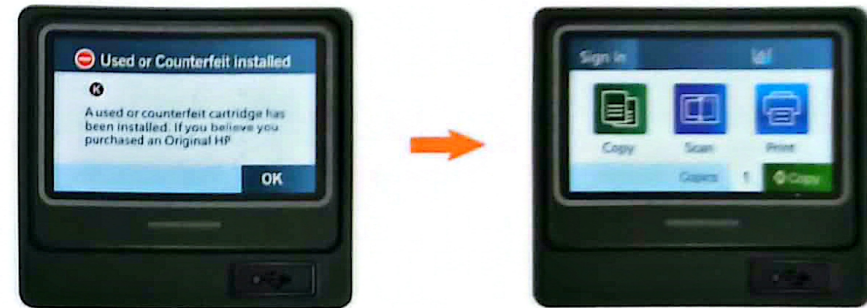 Used or Counterfeit installed
K
A used or counterfeit cartridge has
been installed. If you believe you
purchased an Original HP
OK
Sign In
Copy
Scan
Print
Copies 1 Copy